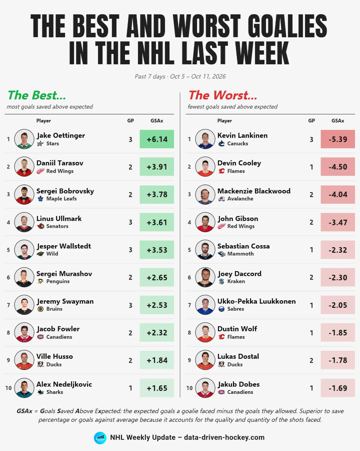 THE BEST AND WORST GOALIES
IN THE NHL LAST WEEK
Past 7 days · Oct 5 – Oct 11, 2026
The Best...
most goals saved above expected
Player GP GSAx
1 Jake Oettinger Stars 3 +6.14
2 Daniil Tarasov Red Wings 2 +3.91
3 Sergei Bobrovsky Maple Leafs 2 +3.78
4 Linus Ullmark Senators 3 +3.61
5 Jesper Wallstedt Wild 3 +3.53
6 Sergei Murashov Penguins 2 +2.65
7 Jeremy Swayman Bruins 3 +2.53
8 Jacob Fowler Canadiens 2 +2.32
9 Ville Husso Ducks 2 +1.84
10 Alex Nedeljkovic Sharks 1 +1.65
The Worst...
fewest goals saved above expected
Player GP GSAx
1 Kevin Lankinen Canucks 3 -5.39
2 Devin Cooley Flames 1 -4.50
3 Mackenzie Blackwood Avalanche 2 -4.04
4 John Gibson Red Wings 2 -3.47
5 Sebastian Cossa Mammoth 1 -2.32
6 Joey Daccord Kraken 2 -2.30
7 Ukko-Pekka Luukkonen Sabres 1 -2.05
8 Dustin Wolf Flames 1 -1.85
9 Lukas Dostal Ducks 2 -1.78
10 Jakub Dobes Canadiens 1 -1.69
GSAx = Goals Saved Above Expected: the expected goals a goalie faced minus the goals they allowed. Superior to save
percentage or goals against average because it accounts for the quality and quantity of the shots faced.
NHL Weekly Update – data-driven-hockey.com